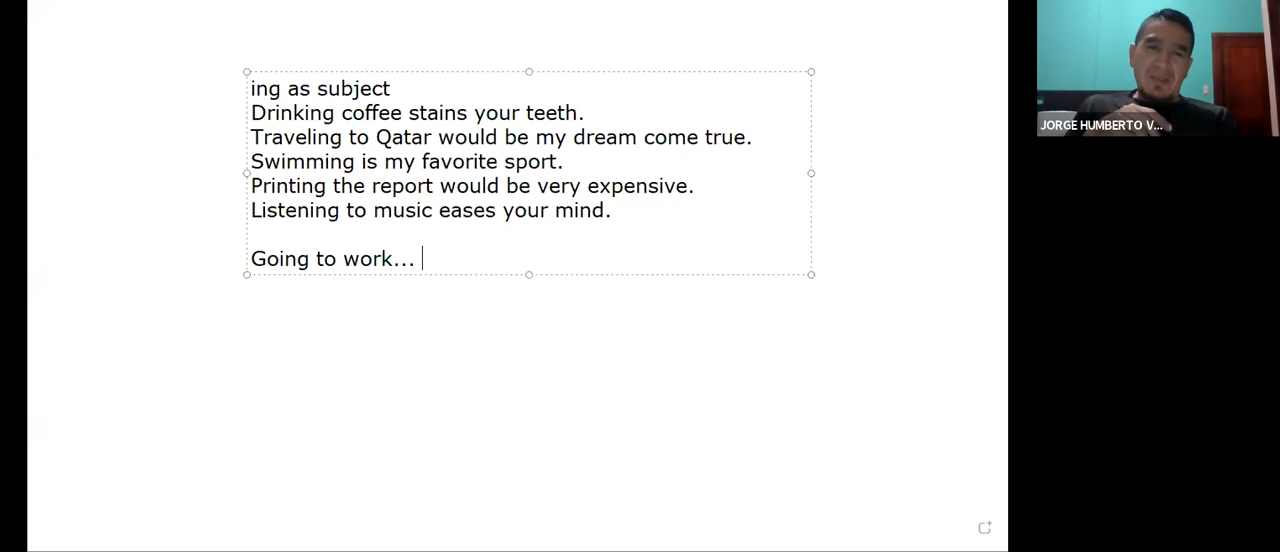 ing as subject
Drinking coffee stains your teeth.
Traveling to Qatar would be my dream come true.
Swimming is my favorite sport.
Printing the report would be very expensive.
Listening to music eases your mind.
Going to work...
JORGE HUMBERTO V...